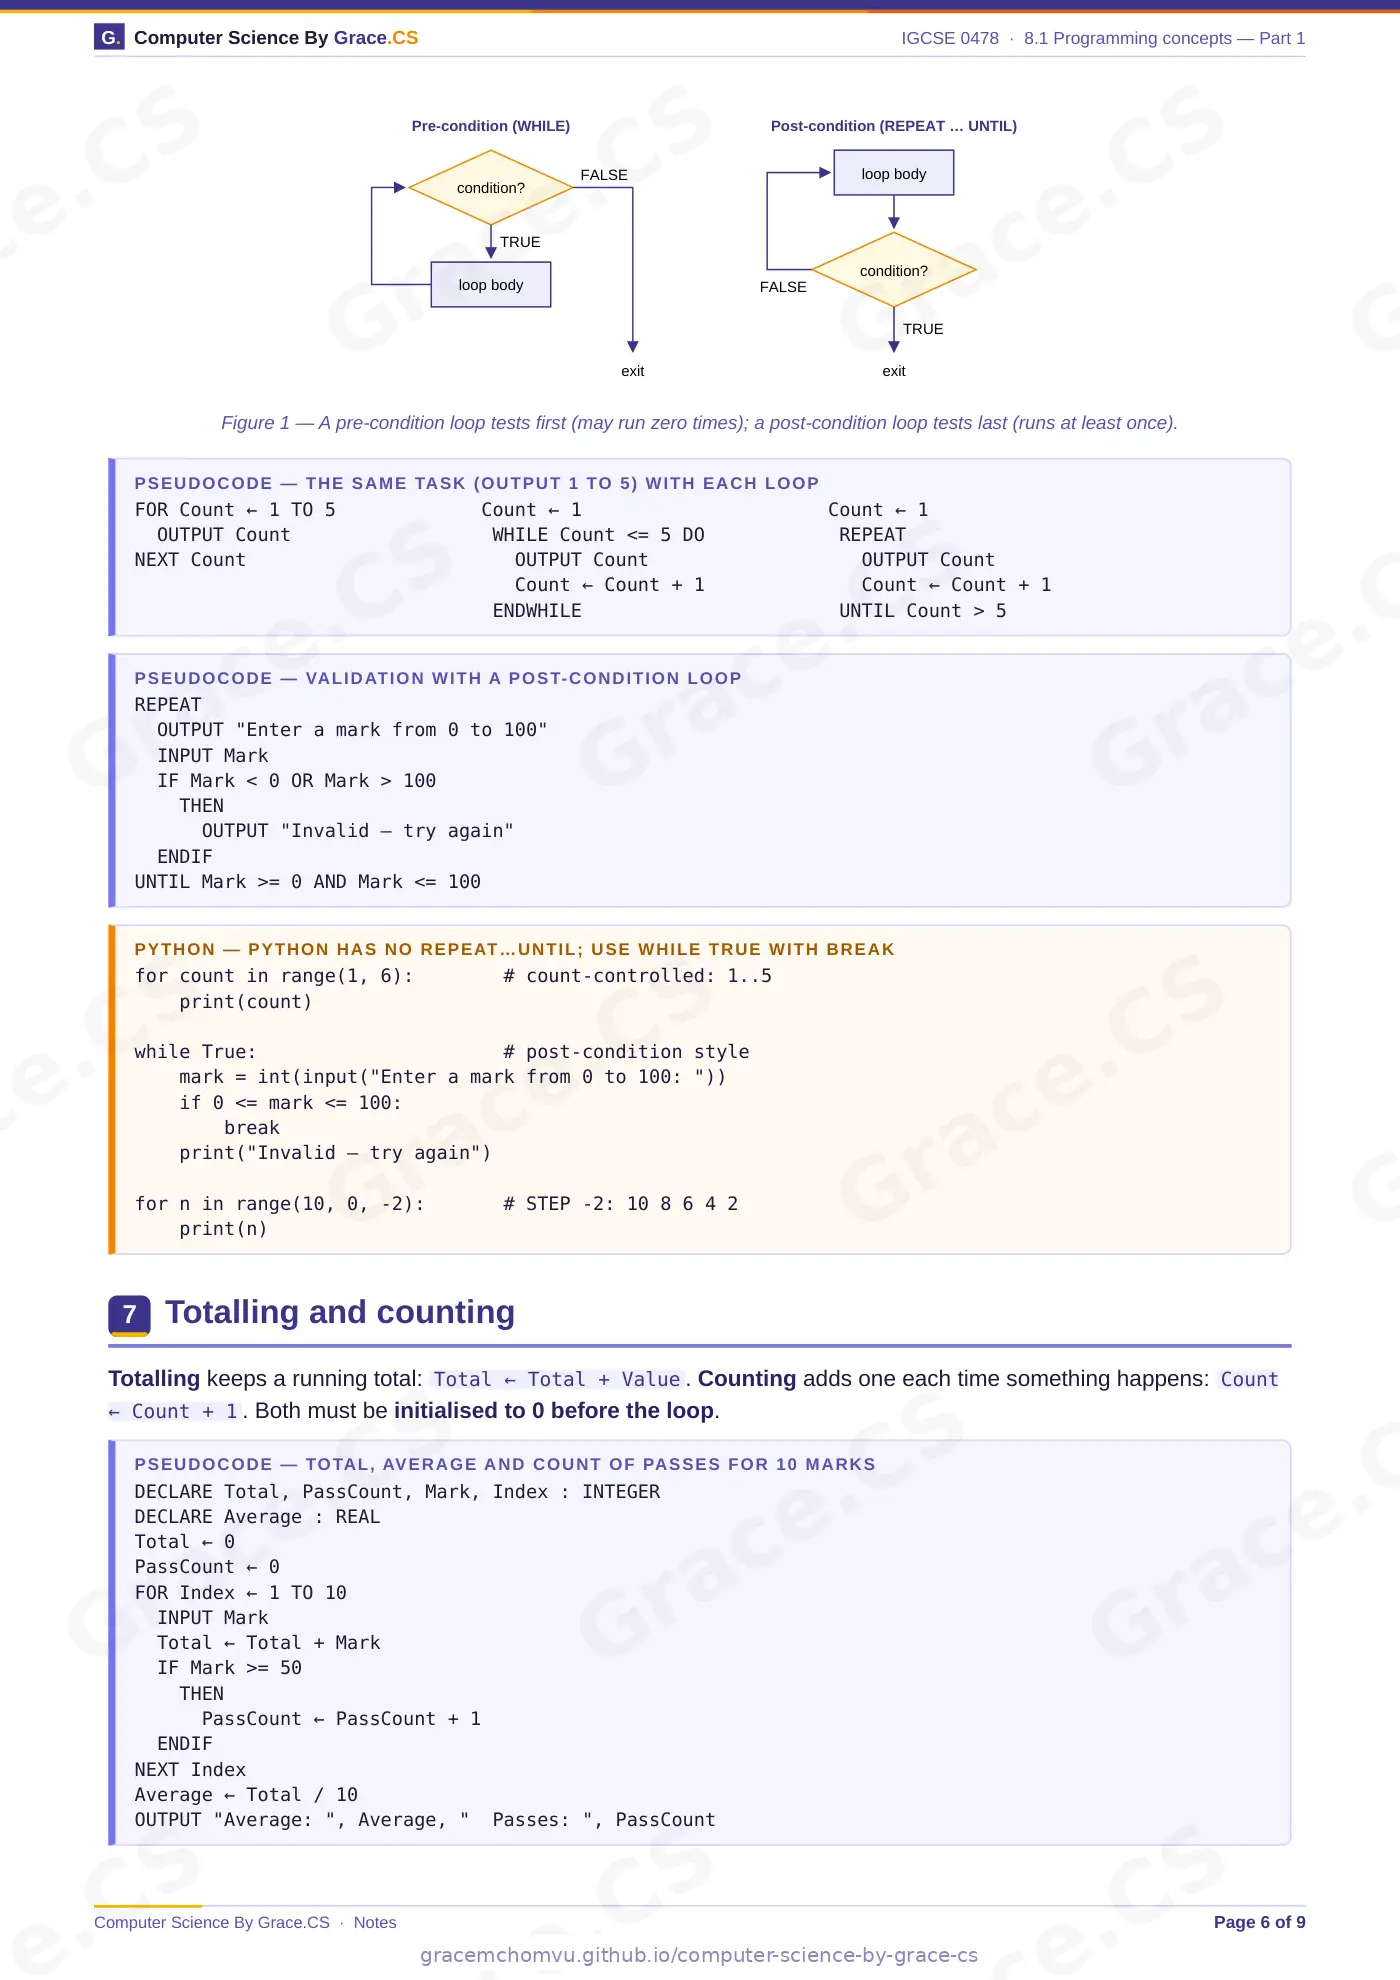 G. Computer Science By Grace.CS
IGCSE 0478 · 8.1 Programming concepts — Part 1
Pre-condition (WHILE)
condition?
FALSE
TRUE
loop body
exit
Post-condition (REPEAT … UNTIL)
loop body
condition?
FALSE
TRUE
exit
Figure 1 — A pre-condition loop tests first (may run zero times); a post-condition loop tests last (runs at least once).
PSEUDOCODE — THE SAME TASK (OUTPUT 1 TO 5) WITH EACH LOOP
FOR Count ← 1 TO 5             Count ← 1                      Count ← 1
  OUTPUT Count                  WHILE Count <= 5 DO            REPEAT
NEXT Count                        OUTPUT Count                   OUTPUT Count
                                  Count ← Count + 1              Count ← Count + 1
                                ENDWHILE                       UNTIL Count > 5
PSEUDOCODE — VALIDATION WITH A POST-CONDITION LOOP
REPEAT
  OUTPUT "Enter a mark from 0 to 100"
  INPUT Mark
  IF Mark < 0 OR Mark > 100
    THEN
      OUTPUT "Invalid – try again"
  ENDIF
UNTIL Mark >= 0 AND Mark <= 100
PYTHON — PYTHON HAS NO REPEAT…UNTIL; USE WHILE TRUE WITH BREAK
for count in range(1, 6):        # count-controlled: 1..5
    print(count)
while True:                      # post-condition style
    mark = int(input("Enter a mark from 0 to 100: "))
    if 0 <= mark <= 100:
        break
    print("Invalid – try again")
for n in range(10, 0, -2):       # STEP -2: 10 8 6 4 2
    print(n)
7 Totalling and counting
Totalling keeps a running total: Total ← Total + Value. Counting adds one each time something happens: Count
← Count + 1. Both must be initialised to 0 before the loop.
PSEUDOCODE — TOTAL, AVERAGE AND COUNT OF PASSES FOR 10 MARKS
DECLARE Total, PassCount, Mark, Index : INTEGER
DECLARE Average : REAL
Total ← 0
PassCount ← 0
FOR Index ← 1 TO 10
  INPUT Mark
  Total ← Total + Mark
  IF Mark >= 50
    THEN
      PassCount ← PassCount + 1
  ENDIF
NEXT Index
Average ← Total / 10
OUTPUT "Average: ", Average, "  Passes: ", PassCount
Computer Science By Grace.CS · Notes
Page 6 of 9
gracemchomvu.github.io/computer-science-by-grace-cs